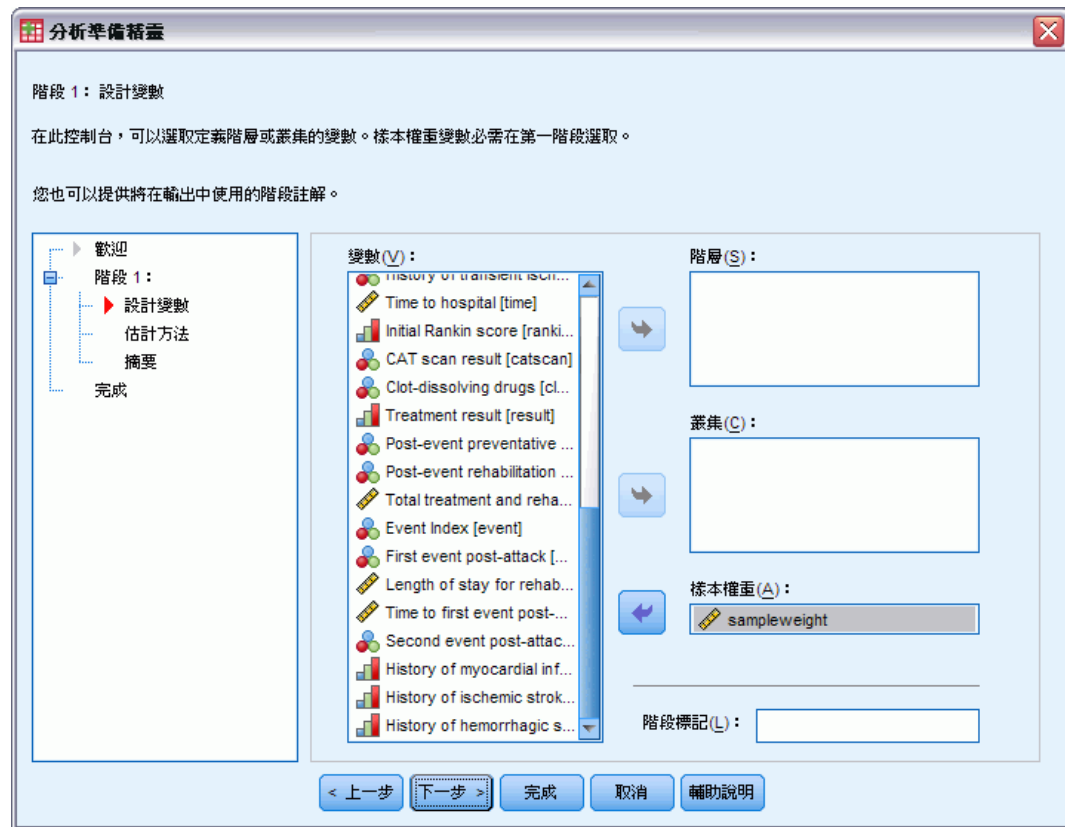 分析準備精靈
階段 1：設計變數
在此控制台，可以選取定義階層或叢集的變數。樣本權重變數必需在第一階段選取。
您也可以提供將在輸出中使用的階段註解。
歡迎
階段 1：
設計變數
估計方法
摘要
完成
變數(V)：
History of transient isch...
Time to hospital [time]
Initial Rankin score [ranki...
CAT scan result [catscan]
Clot-dissolving drugs [cl...
Treatment result [result]
Post-event preventative ...
Post-event rehabilitation ...
Total treatment and reha...
Event Index [event]
First event post-attack [...
Length of stay for rehab...
Time to first event post-...
Second event post-attac...
History of myocardial inf...
History of ischemic strok...
History of hemorrhagic s...
階層(S)：
叢集(C)：
樣本權重(A)：
sampleweight
階段標記(L)：
< 上一步
下一步 >
完成
取消
輔助說明